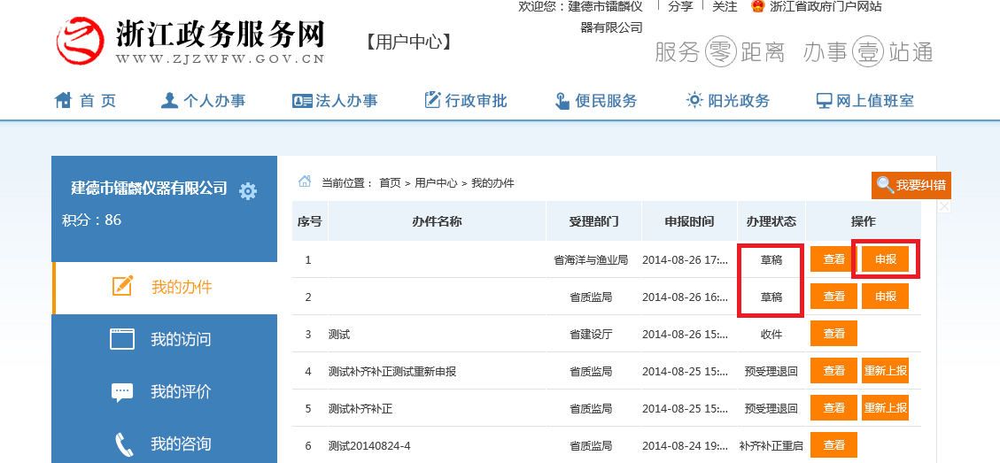 欢迎您：建德市镭麟仪器有限公司 | 分享 | 关注 浙江省政府门户网站
浙江政务服务网
WWW.ZJZWFW.GOV.CN
【用户中心】
服务零距离 办事壹站通
首 页 个人办事 法人办事 行政审批 便民服务 阳光政务 网上值班室
建德市镭麟仪器有限公司
积分：86
我的办件
我的访问
我的评价
我的咨询
当前位置： 首页 > 用户中心 > 我的办件
我要纠错
序号 办件名称 受理部门 申报时间 办理状态 操作
1 省海洋与渔业局 2014-08-26 17:... 草稿 查看 申报
2 省质监局 2014-08-26 16:... 草稿 查看 申报
3 测试 省建设厅 2014-08-26 15:... 收件 查看
4 测试补齐补正测试重新申报 省质监局 2014-08-25 15:... 预受理退回 查看 重新上报
5 测试补齐补正 省质监局 2014-08-25 15:... 预受理退回 查看 重新上报
6 测试20140824-4 省质监局 2014-08-24 19:... 补齐补正重启 查看